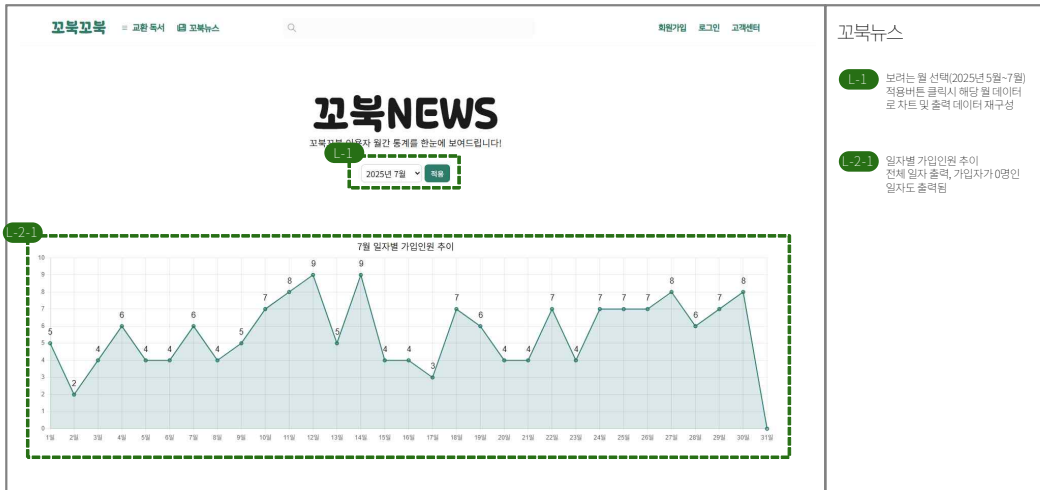 꼬북꼬북 ≡ 교환 독서 꼬북뉴스 회원가입 로그인 고객센터
꼬북NEWS
꼬북꼬북 이용자 월간 통계를 한눈에 보여드립니다!
L-1
2025년 7월 적용
L-2-1
7월 일자별 가입인원 추이
10
9
8
7
6
5
4
3
2
1
0
5 2 4 6 4 4 6 4 5 7 8 9 5 9 4 4 3 7 6 4 4 7 4 7 7 7 8 6 7 8
1일 2일 3일 4일 5일 6일 7일 8일 9일 10일 11일 12일 13일 14일 15일 16일 17일 18일 19일 20일 21일 22일 23일 24일 25일 26일 27일 28일 29일 30일 31일
꼬북뉴스
L-1 보려는 월 선택(2025년 5월~7월)
적용버튼 클릭시 해당 월 데이터
로 차트 및 출력 데이터 재구성
L-2-1 일자별 가입인원 추이
전체 일자 출력, 가입자가 0명인
일자도 출력됨